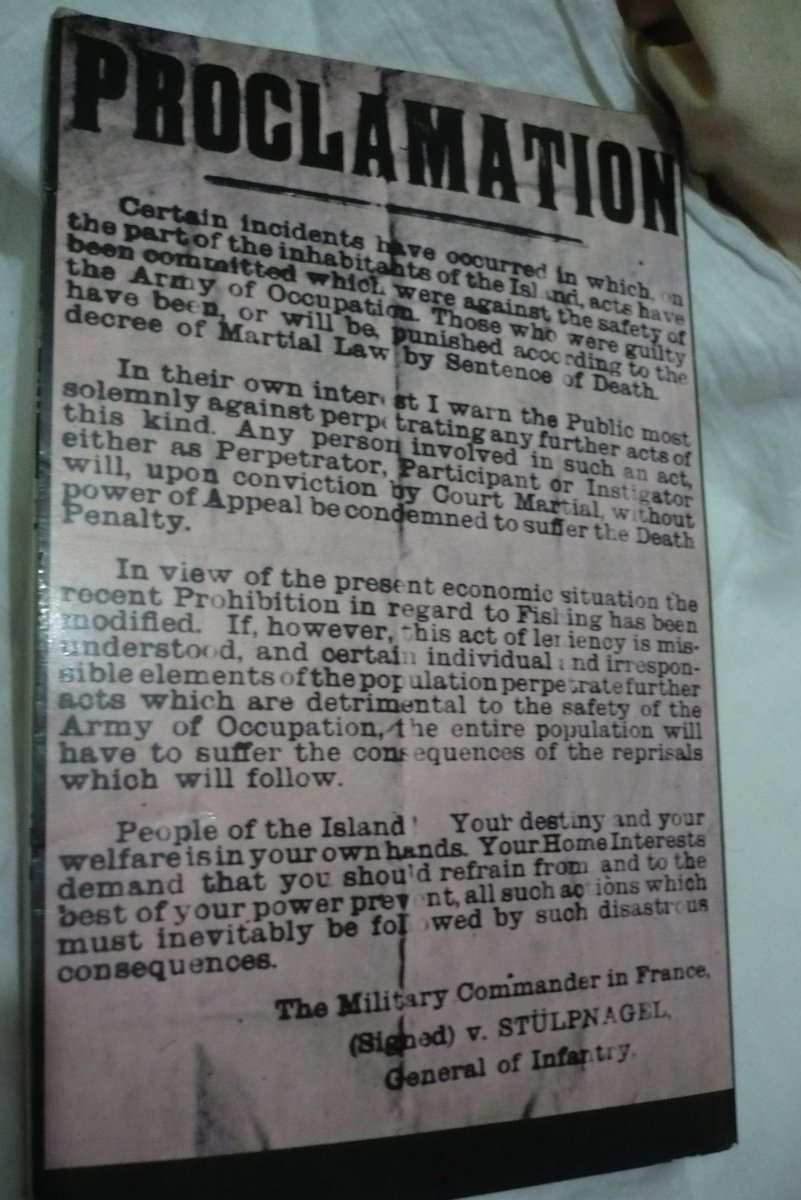 PROCLAMATION
Certain incidents have occurred in which, on
the part of the inhabitants of the Island, acts have
been committed which were against the safety of
the Army of Occupation. Those who were guilty
have been, or will be, punished according to the
decree of Martial Law by Sentence of Death.
In their own interest I warn the Public most
solemnly against perpetrating any further acts of
this kind. Any person involved in such an act,
either as Perpetrator, Participant or Instigator
will, upon conviction by Court Martial, without
power of Appeal be condemned to suffer the Death
Penalty.
In view of the present economic situation the
recent Prohibition in regard to Fishing has been
modified. If, however, this act of leniency is mis-
understood, and certain individual and irrespon-
sible elements of the population perpetrate further
acts which are detrimental to the safety of the
Army of Occupation, the entire population will
have to suffer the consequences of the reprisals
which will follow.
People of the Island! Your destiny and your
welfare is in your own hands. Your Home Interests
demand that you should refrain from and to the
best of your power prevent, all such actions which
must inevitably be followed by such disastrous
consequences.
The Military Commander in France,
(Signed) v. STÜLPNAGEL,
General of Infantry.